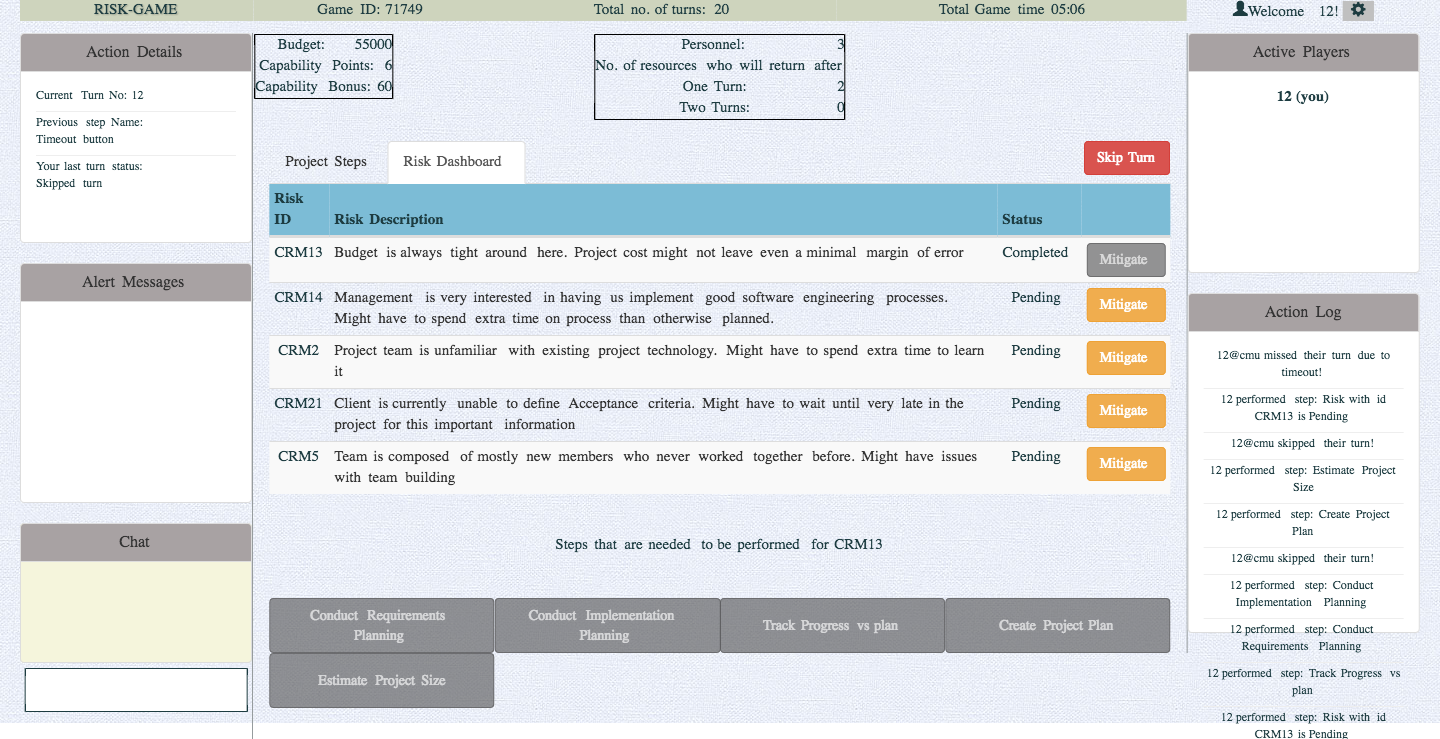 RISK-GAME
Game ID: 71749
Total no. of turns: 20
Total Game time 05:06
Welcome 12!
Action Details
Current Turn No: 12
Previous step Name:
Timeout button
Your last turn status:
Skipped turn
Alert Messages
Chat
Budget: 55000
Capability Points: 6
Capability Bonus: 60
Personnel: 3
No. of resources who will return after
One Turn: 2
Two Turns: 0
Project Steps
Risk Dashboard
Skip Turn
Risk
ID
Risk Description
Status
CRM13
Budget is always tight around here. Project cost might not leave even a minimal margin of error
Completed
Mitigate
CRM14
Management is very interested in having us implement good software engineering processes.
Might have to spend extra time on process than otherwise planned.
Pending
Mitigate
CRM2
Project team is unfamiliar with existing project technology. Might have to spend extra time to learn
it
Pending
Mitigate
CRM21
Client is currently unable to define Acceptance criteria. Might have to wait until very late in the
project for this important information
Pending
Mitigate
CRM5
Team is composed of mostly new members who never worked together before. Might have issues
with team building
Pending
Mitigate
Steps that are needed to be performed for CRM13
Conduct Requirements
Planning
Conduct Implementation
Planning
Track Progress vs plan
Create Project Plan
Estimate Project Size
Active Players
12 (you)
Action Log
12@cmu missed their turn due to
timeout!
12 performed step: Risk with id
CRM13 is Pending
12@cmu skipped their turn!
12 performed step: Estimate Project
Size
12 performed step: Create Project
Plan
12@cmu skipped their turn!
12 performed step: Conduct
Implementation Planning
12 performed step: Conduct
Requirements Planning
12 performed step: Track Progress vs
plan
12 performed step: Risk with id
CRM13 is Pending